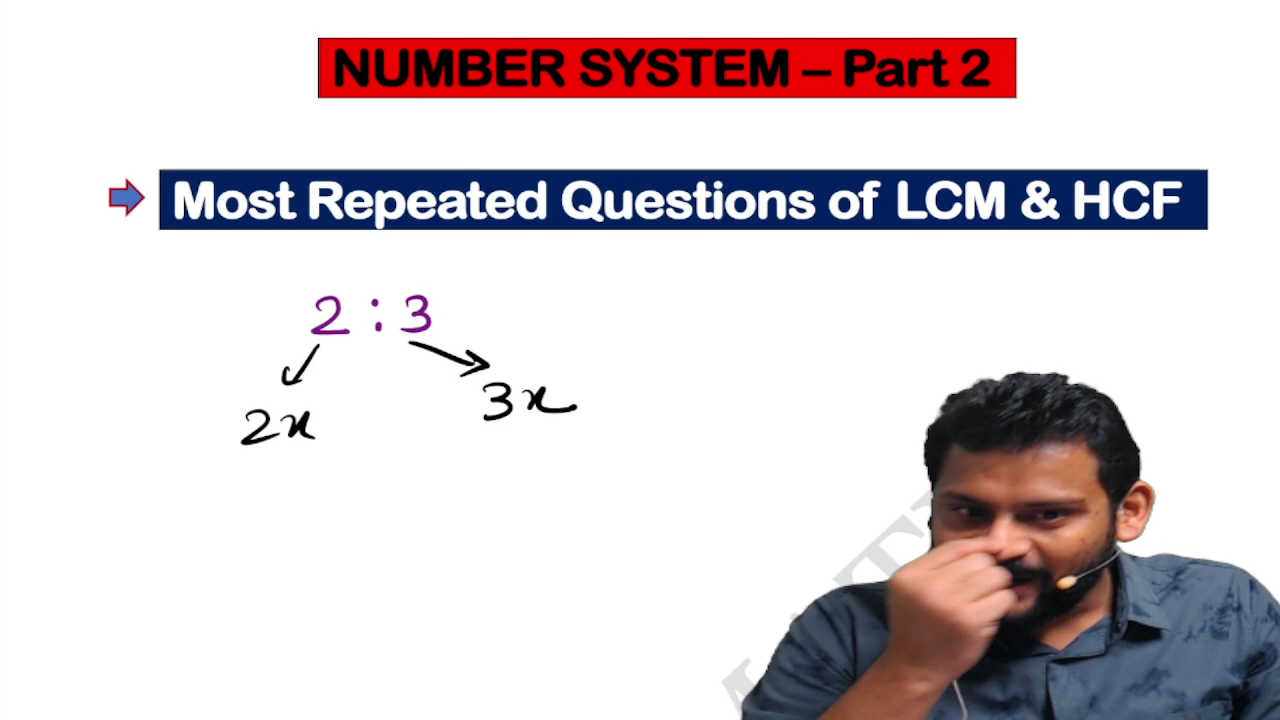 NUMBER SYSTEM – Part 2
Most Repeated Questions of LCM & HCF
2 : 3
2x 3x